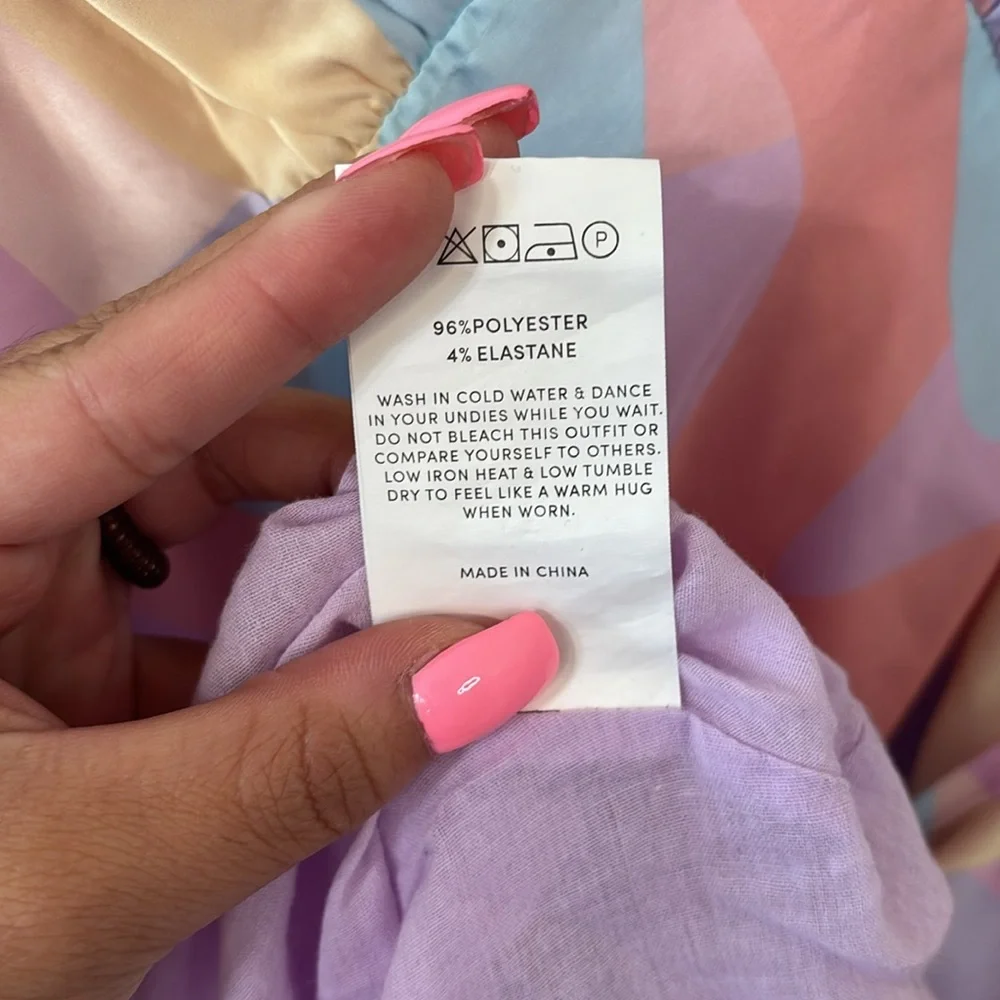 P
96%POLYESTER
4% ELASTANE
WASH IN COLD WATER & DANCE
IN YOUR UNDIES WHILE YOU WAIT.
DO NOT BLEACH THIS OUTFIT OR
COMPARE YOURSELF TO OTHERS.
LOW IRON HEAT & LOW TUMBLE
DRY TO FEEL LIKE A WARM HUG
WHEN WORN.
MADE IN CHINA